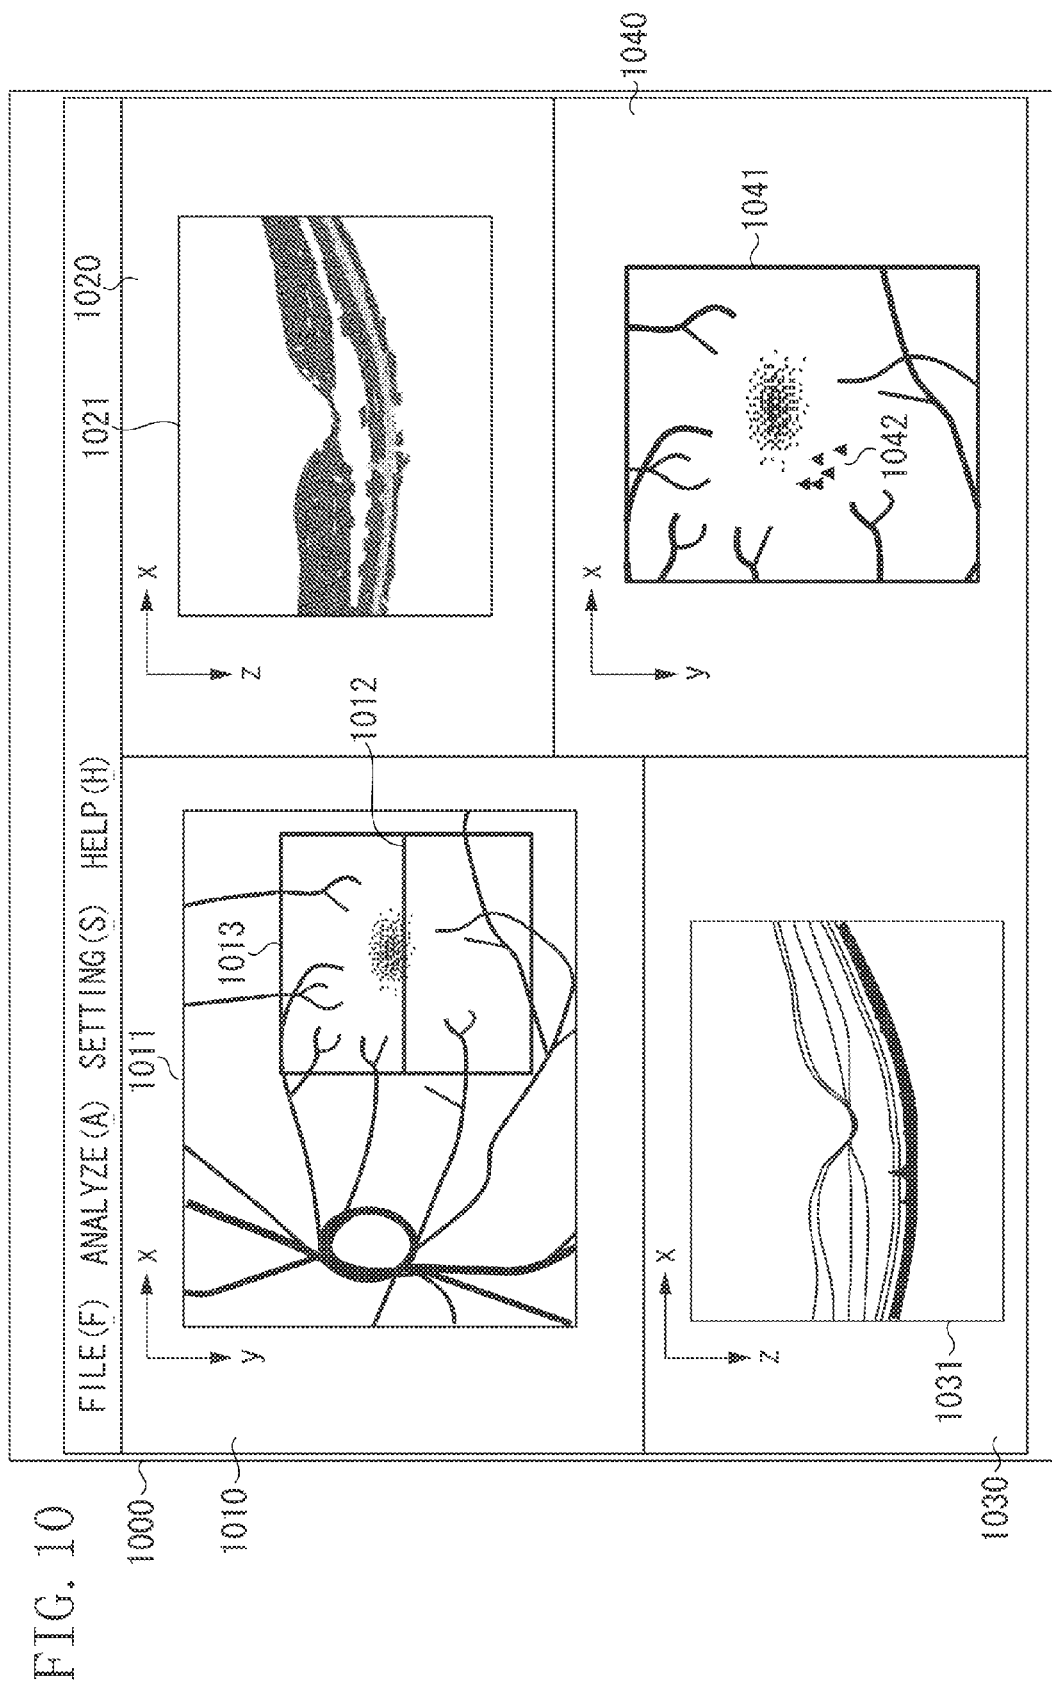 FIG. 10
1000
FILE(F) ANALYZE(A) SETTING(S) HELP(H)
1010
1011
1013
1012
x
y
1020
1021
x
z
1030
1031
x
z
1040
1041
1042
x
y